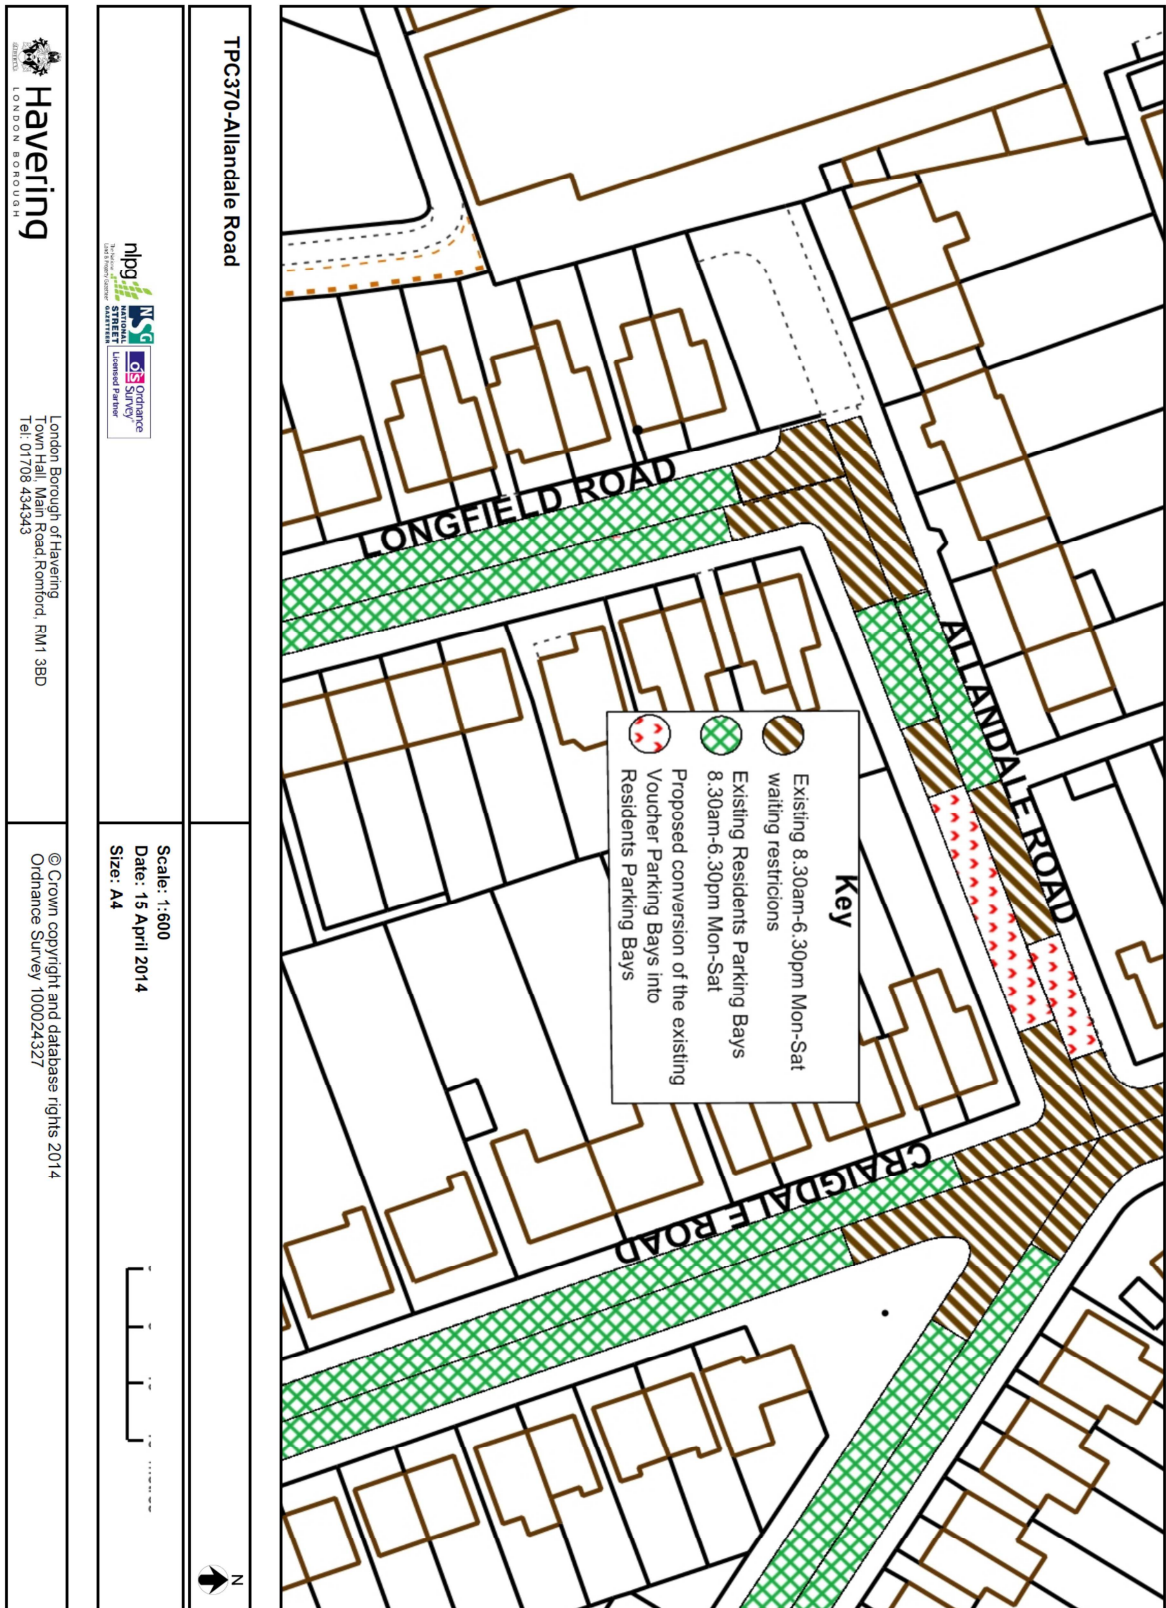 TPC370-Allandale Road
N
LONGFIELD ROAD
ALLANDALE ROAD
CRAIGDALE ROAD
Key
Existing 8.30am-6.30pm Mon-Sat
waiting restricions
Existing Residents Parking Bays
8.30am-6.30pm Mon-Sat
Proposed conversion of the existing
Voucher Parking Bays into
Residents Parking Bays
Scale: 1:600
Date: 15 April 2014
Size: A4
nlpg
NSG
NATIONAL
STREET
GAZETTEER
Ordnance
Survey
Licensed Partner
Havering
LONDON BOROUGH
London Borough of Havering
Town Hall, Main Road,Romford, RM1 3BD
Tel: 01708 434343
© Crown copyright and database rights 2014
Ordnance Survey 100024327